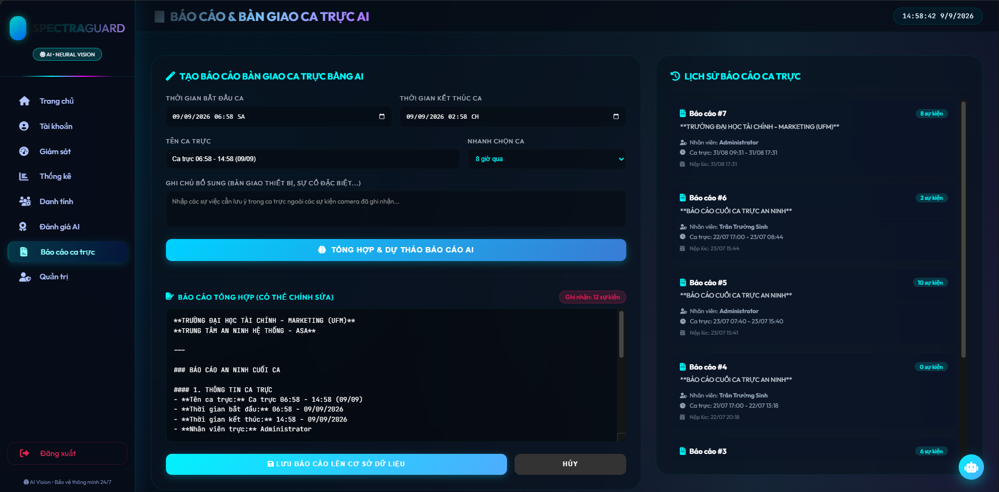 SPECTRAGUARD
AI • NEURAL VISION
Trang chủ
Tài khoản
Giám sát
Thống kê
Danh tính
Đánh giá AI
Báo cáo ca trực
Quản trị
Đăng xuất
AI Vision • Bảo vệ thông minh 24/7
BÁO CÁO & BÀN GIAO CA TRỰC AI
14:58:42 9/9/2026
TẠO BÁO CÁO BÀN GIAO CA TRỰC BẰNG AI
THỜI GIAN BẮT ĐẦU CA
THỜI GIAN KẾT THÚC CA
09/09/2026 06:58 SA
09/09/2026 02:58 CH
TÊN CA TRỰC
NHANH CHỌN CA
Ca trực 06:58 - 14:58 (09/09)
8 giờ qua
GHI CHÚ BỔ SUNG (BÀN GIAO THIẾT BỊ, SỰ CỐ ĐẶC BIỆT...)
Nhập các sự việc cần lưu ý trong ca trực ngoài các sự kiện camera đã ghi nhận...
TỔNG HỢP & DỰ THẢO BÁO CÁO AI
BÁO CÁO TỔNG HỢP (CÓ THỂ CHỈNH SỬA)
Ghi nhận: 12 sự kiện
**TRƯỜNG ĐẠI HỌC TÀI CHÍNH - MARKETING (UFM)**
**TRUNG TÂM AN NINH HỆ THỐNG - ASA**
---
### BÁO CÁO AN NINH CUỐI CA
#### 1. THÔNG TIN CA TRỰC
- **Tên ca trực:** Ca trực 06:58 - 14:58 (09/09)
- **Thời gian bắt đầu:** 06:58 - 09/09/2026
- **Thời gian kết thúc:** 14:58 - 09/09/2026
- **Nhân viên trực:** Administrator
LƯU BÁO CÁO LÊN CƠ SỞ DỮ LIỆU
HỦY
LỊCH SỬ BÁO CÁO CA TRỰC
Báo cáo #7
8 sự kiện
**TRƯỜNG ĐẠI HỌC TÀI CHÍNH - MARKETING (UFM)**
Nhân viên: Administrator
Ca trực: 31/08 09:31 - 31/08 17:31
Nộp lúc: 31/08 17:31
Báo cáo #6
2 sự kiện
**BÁO CÁO CUỐI CA TRỰC AN NINH**
Nhân viên: Trần Trường Sinh
Ca trực: 22/07 17:00 - 23/07 08:44
Nộp lúc: 23/07 15:44
Báo cáo #5
10 sự kiện
**BÁO CÁO CUỐI CA TRỰC AN NINH**
Nhân viên: Administrator
Ca trực: 23/07 07:40 - 23/07 15:40
Nộp lúc: 23/07 15:41
Báo cáo #4
0 sự kiện
**BÁO CÁO CUỐI CA TRỰC AN NINH**
Nhân viên: Trần Trường Sinh
Ca trực: 21/07 17:00 - 22/07 13:18
Nộp lúc: 22/07 20:18
Báo cáo #3
6 sự kiện